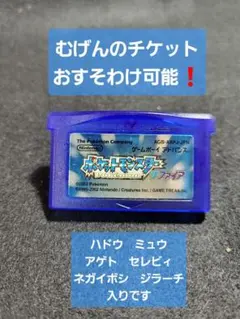 むげんのチケット
おすそわけ可能❗
The Pokémon Company
ゲームボーイ アドバンス
ポケットモンスター
ファイア
ハドウ ミュウ
アゲト セレビィ
ネガイボシ ジラーチ
入りです